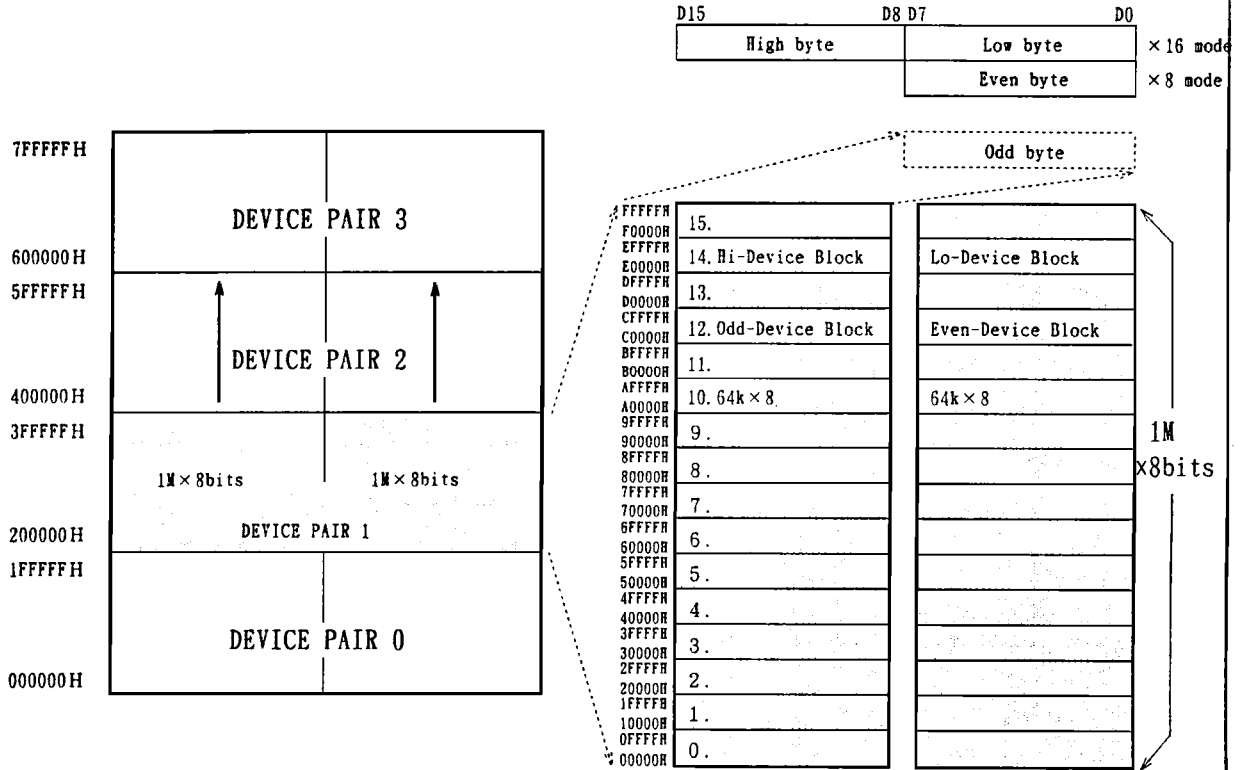 D15 D8 D7 D0
High byte Low byte ×16 mode
Even byte ×8 mode
Odd byte
7FFFFFH
DEVICE PAIR 3
600000H
5FFFFFH
DEVICE PAIR 2
400000H
3FFFFFH
1M×8bits 1M×8bits
DEVICE PAIR 1
200000H
1FFFFFH
DEVICE PAIR 0
000000H
FFFFFH
15.
F0000H
EFFFFH
14. Hi-Device Block Lo-Device Block
E0000H
DFFFFH
13.
D0000H
CFFFFH
12. Odd-Device Block Even-Device Block
C0000H
BFFFFH
11.
B0000H
AFFFFH
10. 64k×8 64k×8
A0000H
9FFFFH
9.
90000H
8FFFFH
8.
80000H
7FFFFH
7.
70000H
6FFFFH
6.
60000H
5FFFFH
5.
50000H
4FFFFH
4.
40000H
3FFFFH
3.
30000H
2FFFFH
2.
20000H
1FFFFH
1.
10000H
0FFFFH
0.
00000H
1M
×8bits